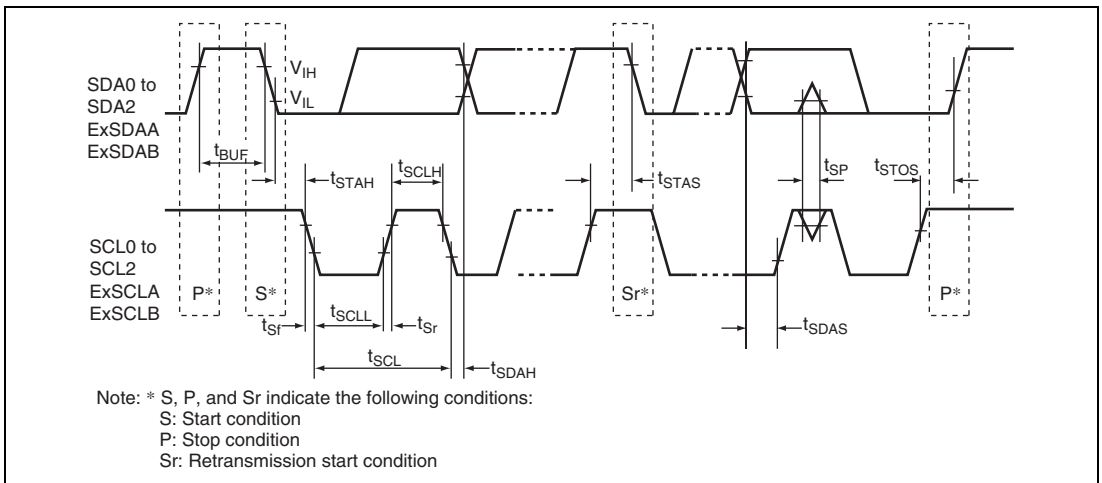 SDA0 to
SDA2
ExSDAA
ExSDAB
VIH
VIL
tBUF
tSTAH
tSCLH
tSTAS
tSP
tSTOS
SCL0 to
SCL2
ExSCLA
ExSCLB
P*
S*
Sr*
P*
tSf
tSCLL
tSr
tSDAS
tSCL
tSDAH
Note: * S, P, and Sr indicate the following conditions:
S: Start condition
P: Stop condition
Sr: Retransmission start condition